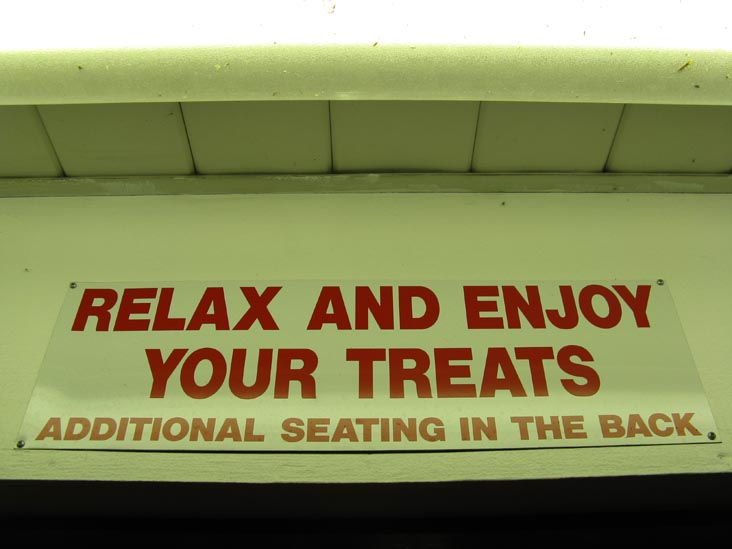 RELAX AND ENJOY
YOUR TREATS
ADDITIONAL SEATING IN THE BACK